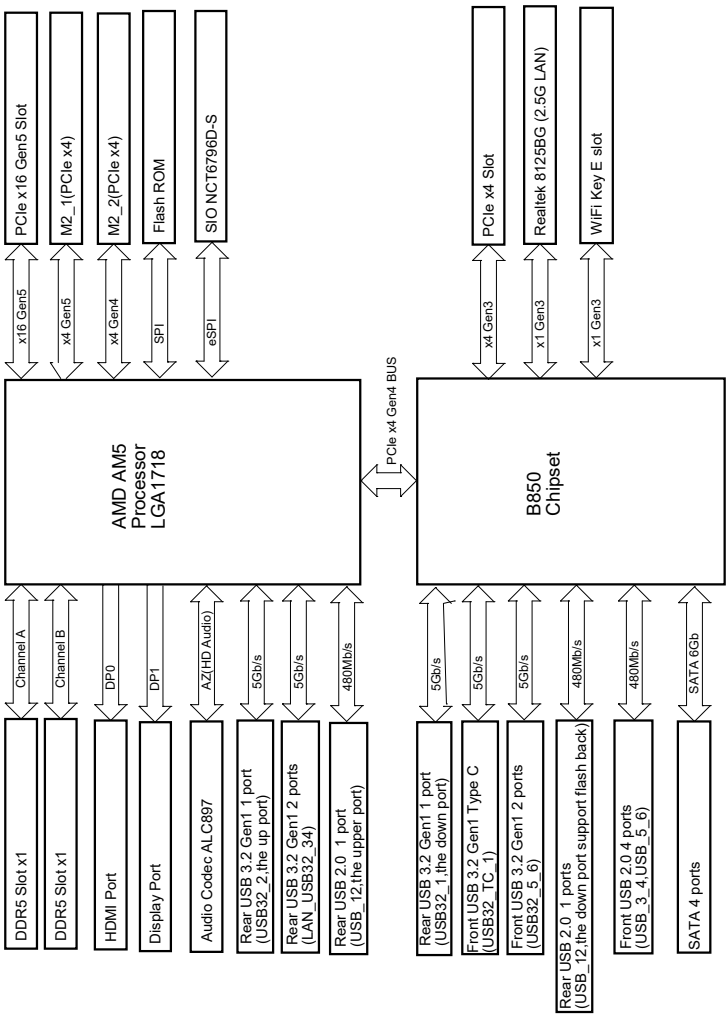 PCIe x16 Gen5 Slot
M2_1(PCIe x4)
M2_2(PCIe x4)
Flash ROM
SIO NCT6796D-S
x16 Gen5
x4 Gen5
x4 Gen4
SPI
eSPI
AMD AM5
Processor
LGA1718
Channel A
Channel B
DP0
DP1
AZ(HD Audio)
5Gb/s
5Gb/s
480Mb/s
DDR5 Slot x1
DDR5 Slot x1
HDMI Port
Display Port
Audio Codec ALC897
Rear USB 3.2 Gen1 1 port
(USB32_2,the up port)
Rear USB 3.2 Gen1 2 ports
(LAN_USB32_34)
Rear USB 2.0 1 port
(USB_12,the upper port)
PCIe x4 Gen4 BUS
PCIe x4 Slot
Realtek 8125BG (2.5G LAN)
WiFi Key E slot
x4 Gen3
x1 Gen3
x1 Gen3
B850
Chipset
5Gb/s
5Gb/s
5Gb/s
480Mb/s
480Mb/s
SATA 6Gb
Rear USB 3.2 Gen1 1 port
(USB32_1,the down port)
Front USB 3.2 Gen1 Type C
(USB32_TC_1)
Front USB 3.2 Gen1 2 ports
(USB32_5_6)
Rear USB 2.0 1 ports
(USB_12,the down port support flash back)
Front USB 2.0 4 ports
(USB_3_4,USB_5_6)
SATA 4 ports